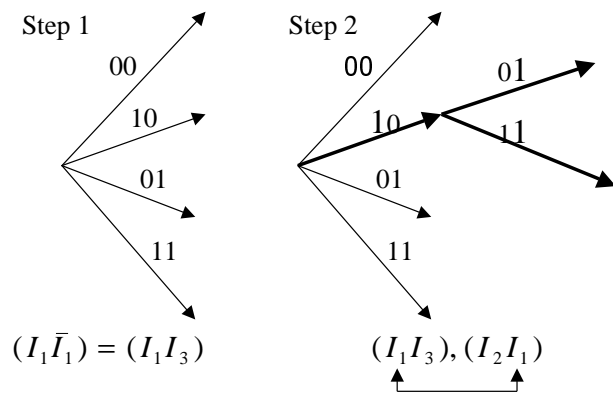 Step 1
00
10
01
11
(I₁Ī₁) = (I₁I₃)
Step 2
00
10
01
11
01
11
(I₁I₃), (I₂I₁)